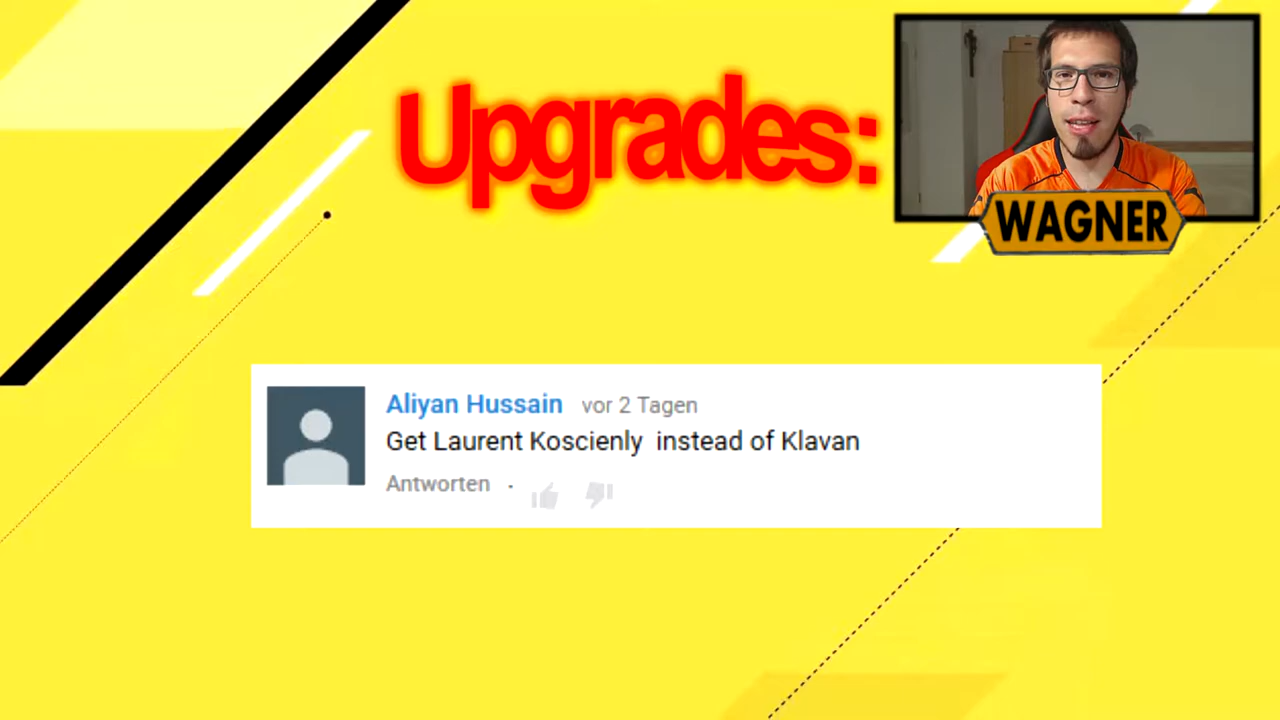 Upgrades:
WAGNER
Aliyan Hussain vor 2 Tagen
Get Laurent Koscienly instead of Klavan
Antworten ·